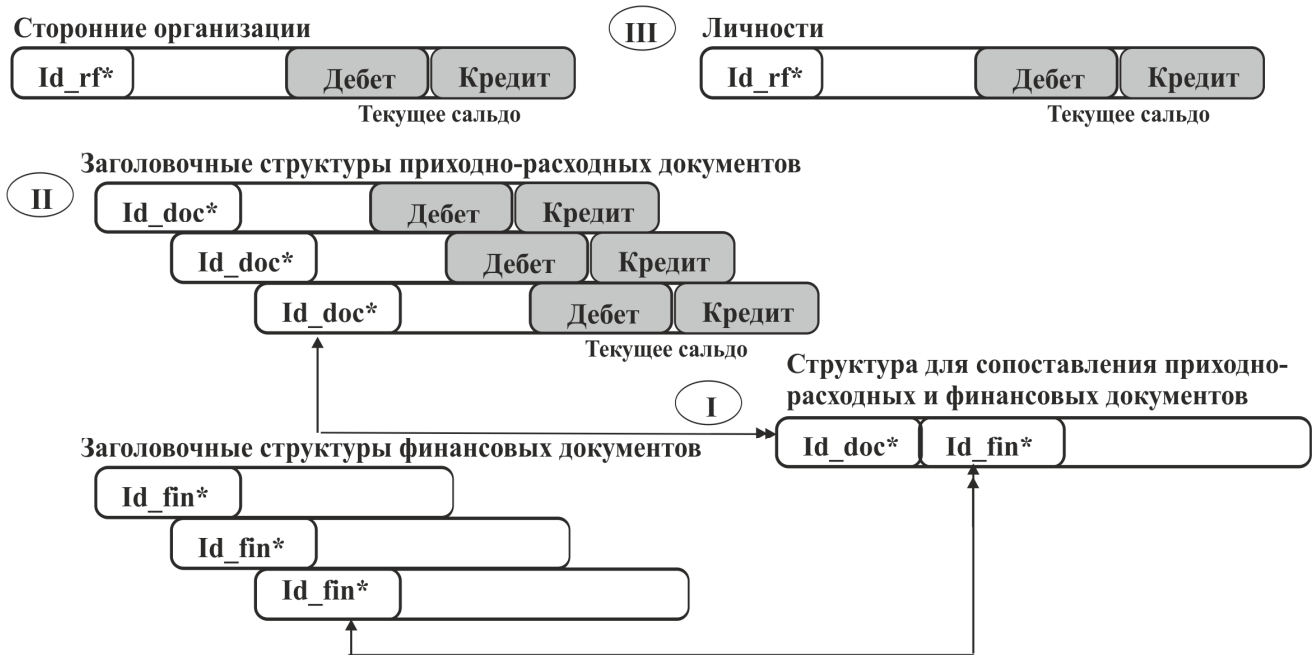 Сторонние организации
III
Личности
Id_rf* Дебет Кредит
Id_rf* Дебет Кредит
Текущее сальдо
Текущее сальдо
Заголовочные структуры приходно-расходных документов
II
Id_doc* Дебет Кредит
Id_doc* Дебет Кредит
Id_doc* Дебет Кредит
Текущее сальдо
Структура для сопоставления приходно-
расходных и финансовых документов
I
Id_doc* Id_fin*
Заголовочные структуры финансовых документов
Id_fin*
Id_fin*
Id_fin*